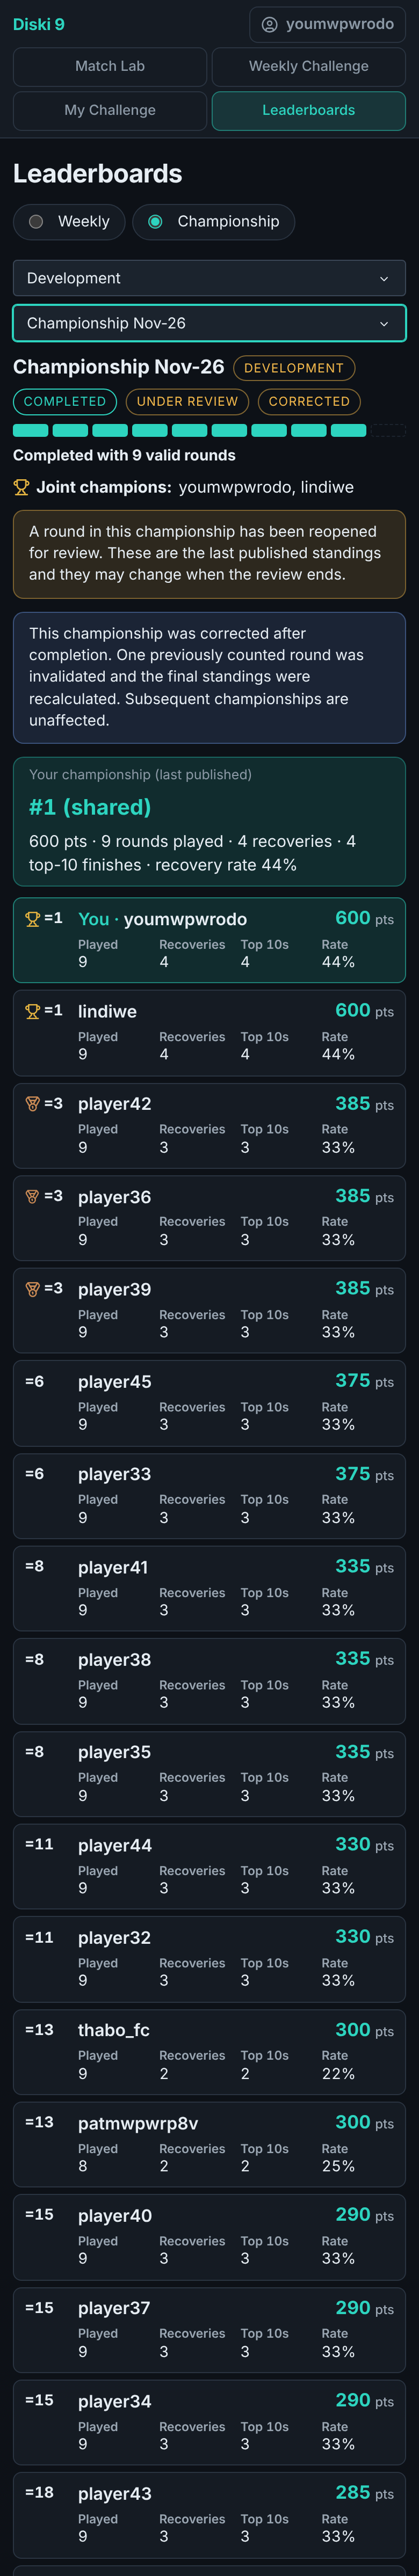 Diski 9
youmwpwrodo
Match Lab
Weekly Challenge
My Challenge
Leaderboards
Leaderboards
Weekly
Championship
Development
Championship Nov-26
Championship Nov-26 DEVELOPMENT
COMPLETED UNDER REVIEW CORRECTED
Completed with 9 valid rounds
Joint champions: youmwpwrodo, lindiwe
A round in this championship has been reopened
for review. These are the last published standings
and they may change when the review ends.
This championship was corrected after
completion. One previously counted round was
invalidated and the final standings were
recalculated. Subsequent championships are
unaffected.
Your championship (last published)
#1 (shared)
600 pts · 9 rounds played · 4 recoveries · 4
top-10 finishes · recovery rate 44%
=1 You · youmwpwrodo 600 pts
Played Recoveries Top 10s Rate
9 4 4 44%
=1 lindiwe 600 pts
Played Recoveries Top 10s Rate
9 4 4 44%
=3 player42 385 pts
Played Recoveries Top 10s Rate
9 3 3 33%
=3 player36 385 pts
Played Recoveries Top 10s Rate
9 3 3 33%
=3 player39 385 pts
Played Recoveries Top 10s Rate
9 3 3 33%
=6 player45 375 pts
Played Recoveries Top 10s Rate
9 3 3 33%
=6 player33 375 pts
Played Recoveries Top 10s Rate
9 3 3 33%
=8 player41 335 pts
Played Recoveries Top 10s Rate
9 3 3 33%
=8 player38 335 pts
Played Recoveries Top 10s Rate
9 3 3 33%
=8 player35 335 pts
Played Recoveries Top 10s Rate
9 3 3 33%
=11 player44 330 pts
Played Recoveries Top 10s Rate
9 3 3 33%
=11 player32 330 pts
Played Recoveries Top 10s Rate
9 3 3 33%
=13 thabo_fc 300 pts
Played Recoveries Top 10s Rate
9 2 2 22%
=13 patmwpwrp8v 300 pts
Played Recoveries Top 10s Rate
8 2 2 25%
=15 player40 290 pts
Played Recoveries Top 10s Rate
9 3 3 33%
=15 player37 290 pts
Played Recoveries Top 10s Rate
9 3 3 33%
=15 player34 290 pts
Played Recoveries Top 10s Rate
9 3 3 33%
=18 player43 285 pts
Played Recoveries Top 10s Rate
9 3 3 33%